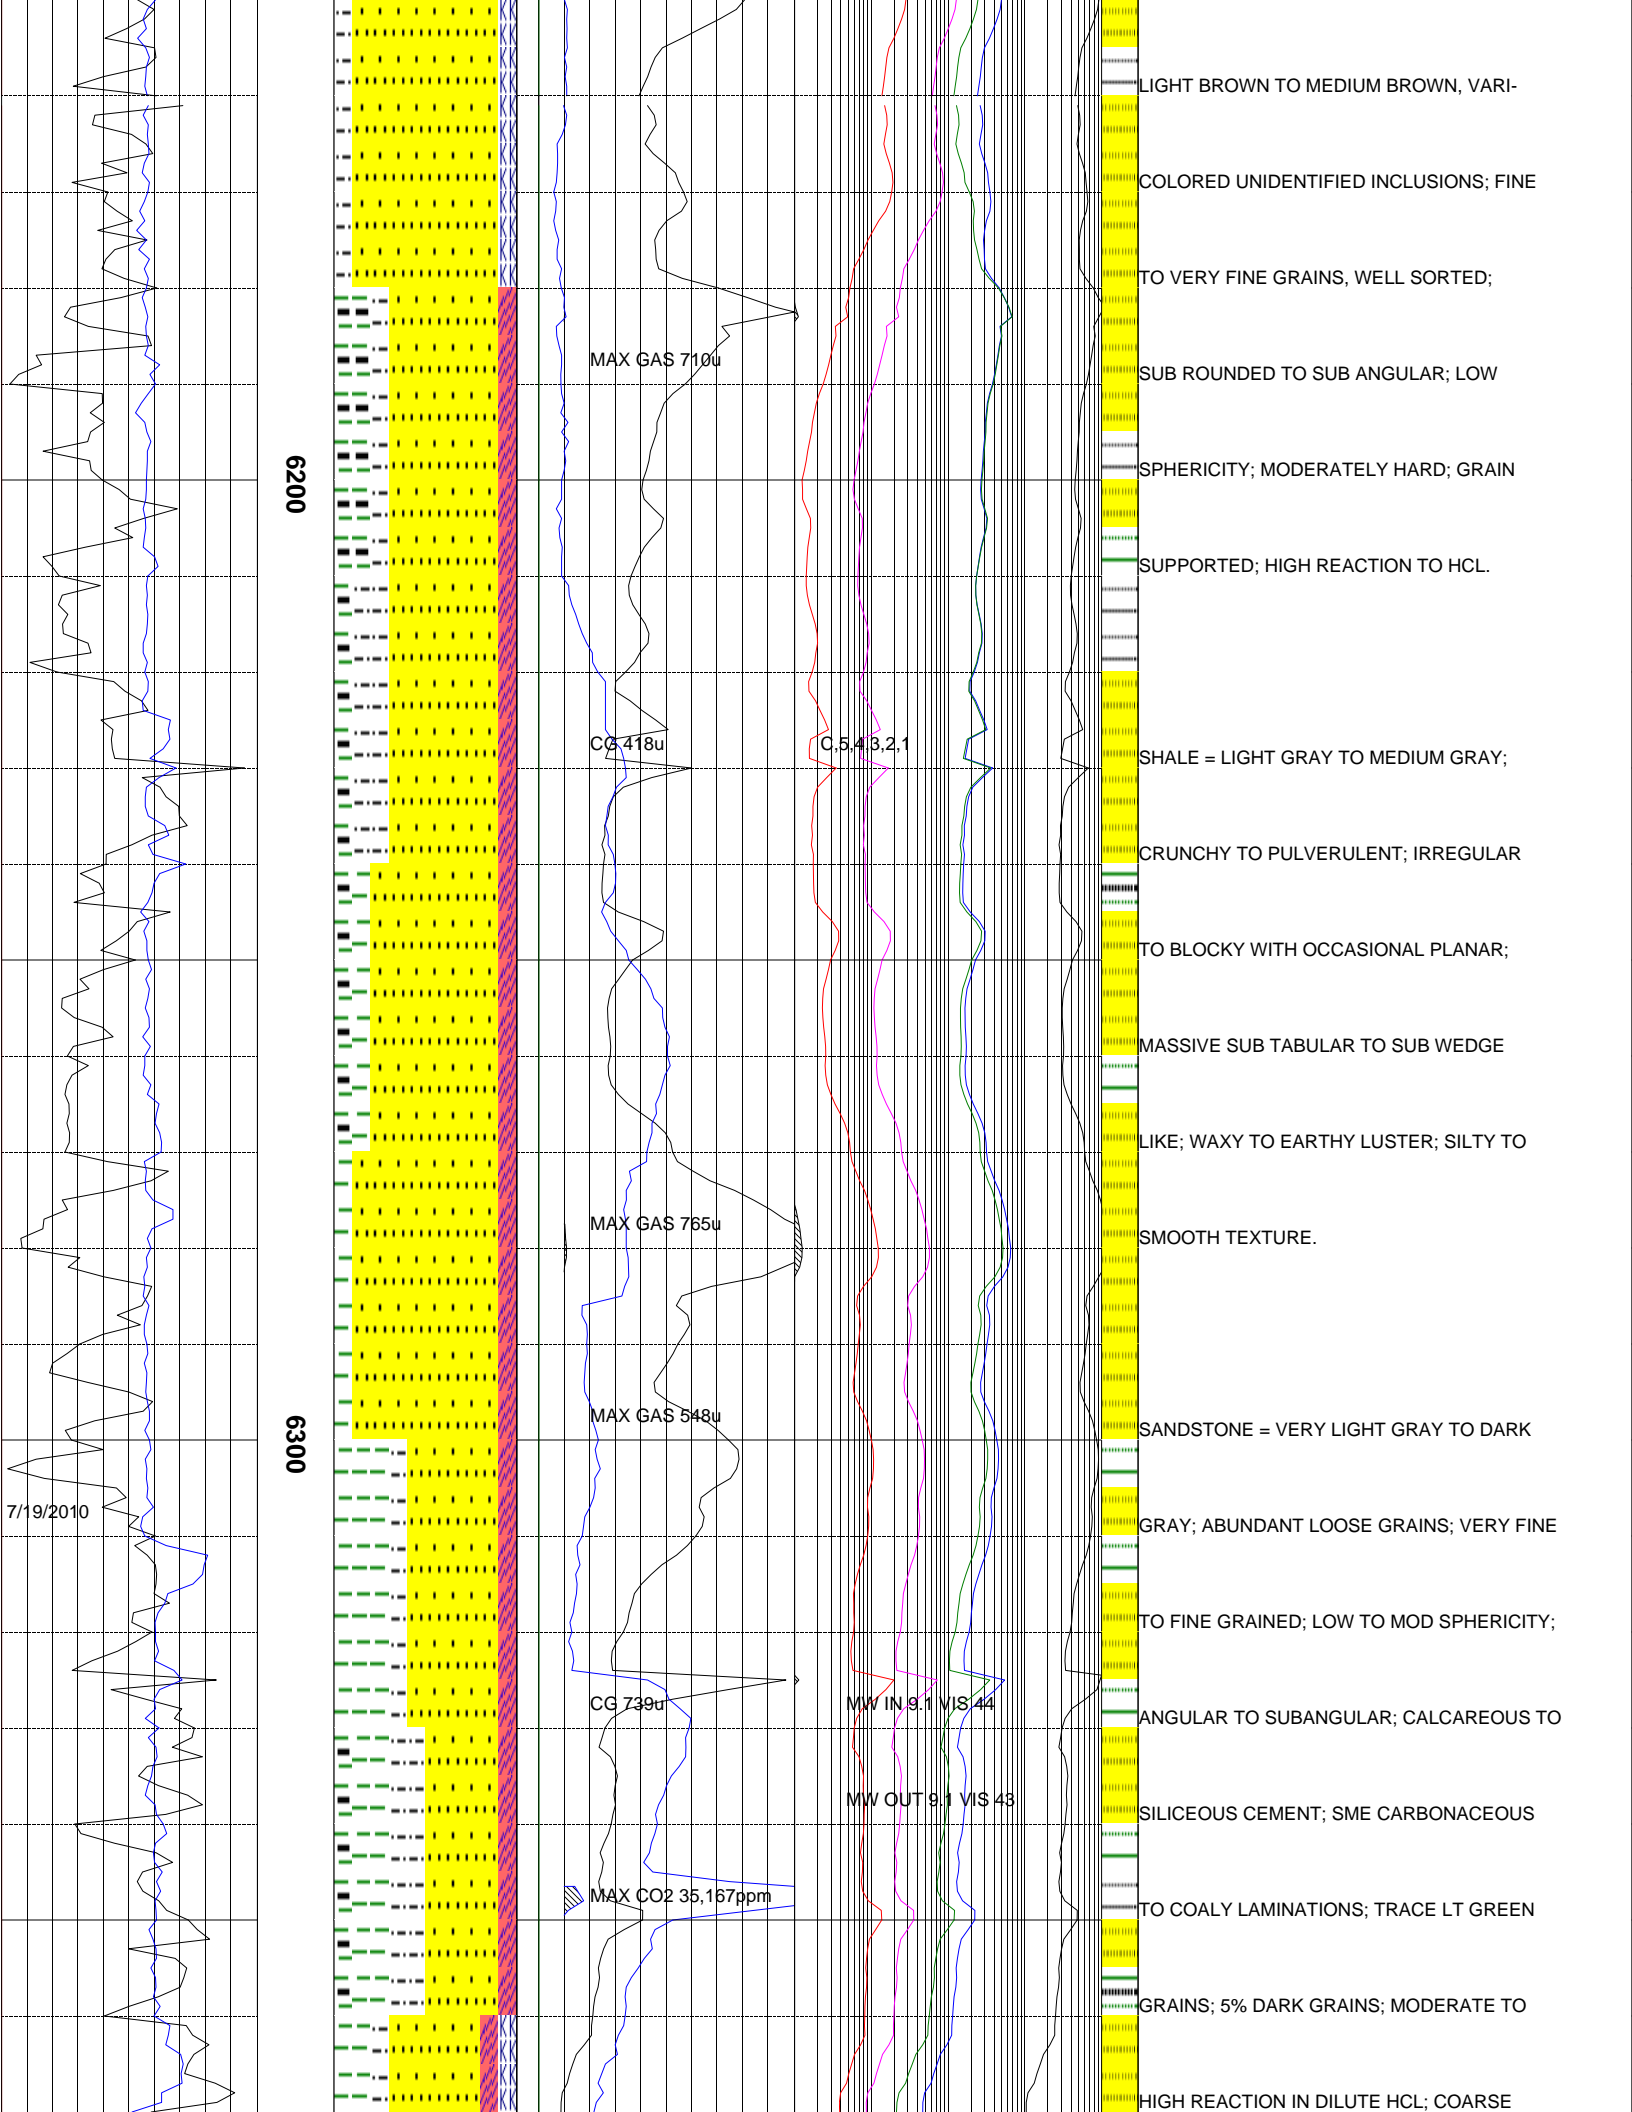 LIGHT BROWN TO MEDIUM BROWN, VARI-
COLORED UNIDENTIFIED INCLUSIONS; FINE
TO VERY FINE GRAINS, WELL SORTED;
MAX GAS 710u
SUB ROUNDED TO SUB ANGULAR; LOW
6200
SPHERICITY; MODERATELY HARD; GRAIN
SUPPORTED; HIGH REACTION TO HCL.
CG 418u
C,5,4,3,2,1
SHALE = LIGHT GRAY TO MEDIUM GRAY;
CRUNCHY TO PULVERULENT; IRREGULAR
TO BLOCKY WITH OCCASIONAL PLANAR;
MASSIVE SUB TABULAR TO SUB WEDGE
LIKE; WAXY TO EARTHY LUSTER; SILTY TO
MAX GAS 765u
SMOOTH TEXTURE.
MAX GAS 548u
6300
SANDSTONE = VERY LIGHT GRAY TO DARK
7/19/2010
GRAY; ABUNDANT LOOSE GRAINS; VERY FINE
TO FINE GRAINED; LOW TO MOD SPHERICITY;
CG 739u
MW IN 9.1 VIS 44
ANGULAR TO SUBANGULAR; CALCAREOUS TO
MW OUT 9.1 VIS 43
SILICEOUS CEMENT; SME CARBONACEOUS
MAX CO2 35,167ppm
TO COALY LAMINATIONS; TRACE LT GREEN
GRAINS; 5% DARK GRAINS; MODERATE TO
HIGH REACTION IN DILUTE HCL; COARSE